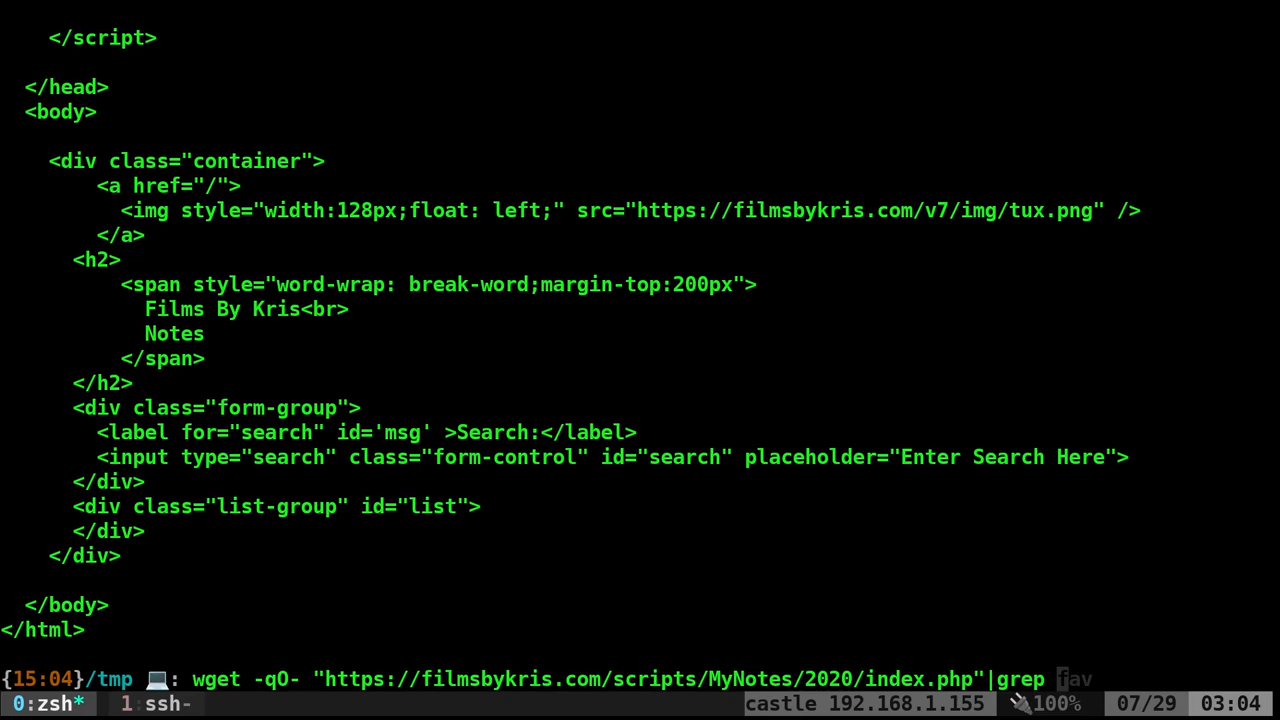 </script>

  </head>
  <body>

    <div class="container">
        <a href="/">
          <img style="width:128px;float: left;" src="https://filmsbykris.com/v7/img/tux.png" />
        </a>
      <h2>
          <span style="word-wrap: break-word;margin-top:200px">
            Films By Kris<br>
            Notes
          </span>
      </h2>
      <div class="form-group">
        <label for="search" id='msg' >Search:</label>
        <input type="search" class="form-control" id="search" placeholder="Enter Search Here">
      </div>
      <div class="list-group" id="list">
      </div>
    </div>

  </body>
</html>

{15:04}/tmp 💻: wget -qO- "https://filmsbykris.com/scripts/MyNotes/2020/index.php"|grep fav
0:zsh* 1:ssh- castle 192.168.1.155 🔌100% 07/29 03:04